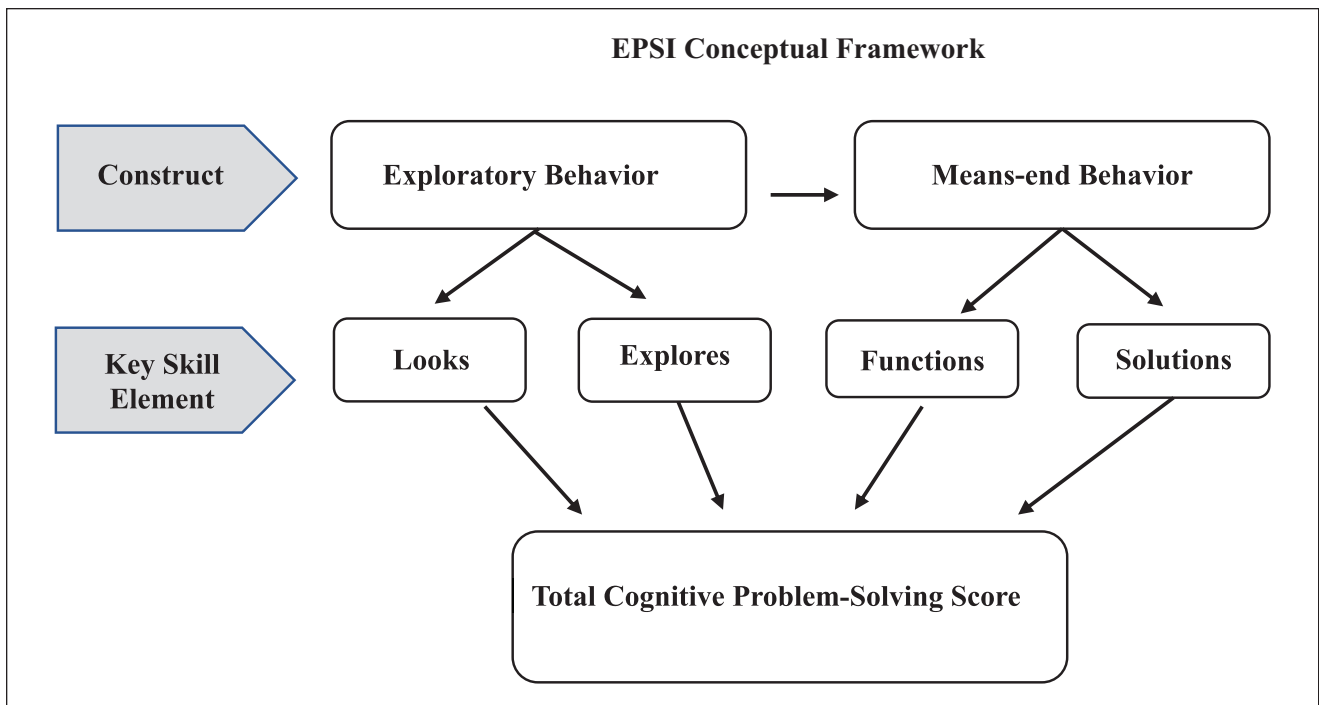 EPSI Conceptual Framework
Construct
Exploratory Behavior
Means-end Behavior
Key Skill
Element
Looks
Explores
Functions
Solutions
Total Cognitive Problem-Solving Score